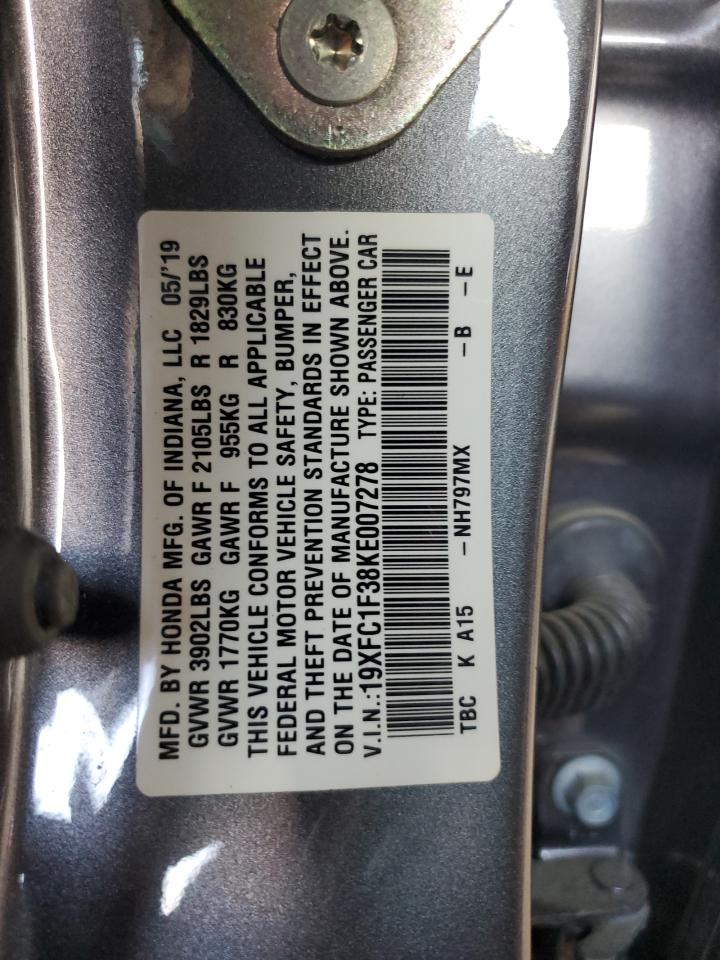 MFD. BY HONDA MFG. OF INDIANA, LLC 05/'19
GVWR 3902LBS GAWR F 2105LBS R 1829LBS
GVWR 1770KG GAWR F 955KG R 830KG
THIS VEHICLE CONFORMS TO ALL APPLICABLE
FEDERAL MOTOR VEHICLE SAFETY, BUMPER,
AND THEFT PREVENTION STANDARDS IN EFFECT
ON THE DATE OF MANUFACTURE SHOWN ABOVE.
V.I.N.:19XFC1F38KE007278 TYPE: PASSENGER CAR
TBC K A15 -NH797MX -B -E